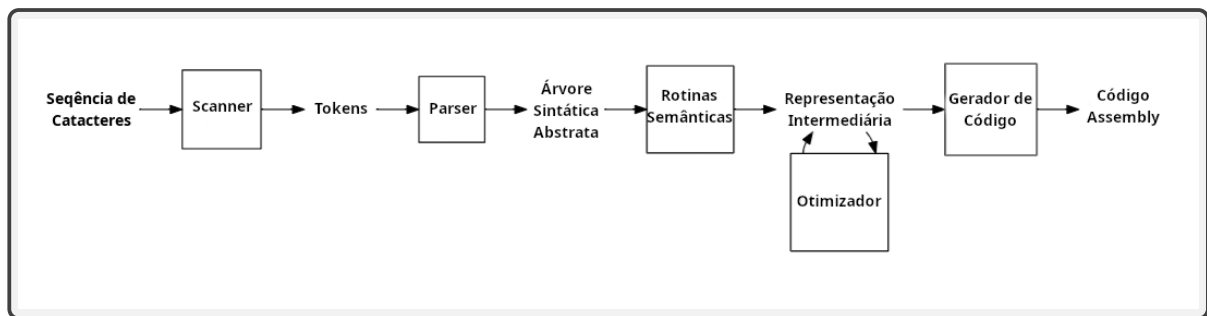 Seqência de
Catacteres
Scanner
Tokens
Parser
Árvore
Sintática
Abstrata
Rotinas
Semânticas
Representação
Intermediária
Otimizador
Gerador de
Código
Código
Assembly